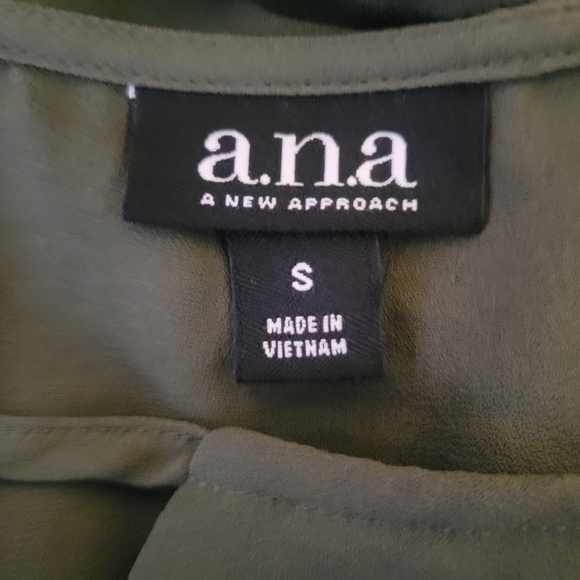 a.n.a
A NEW APPROACH
S
MADE IN
VIETNAM